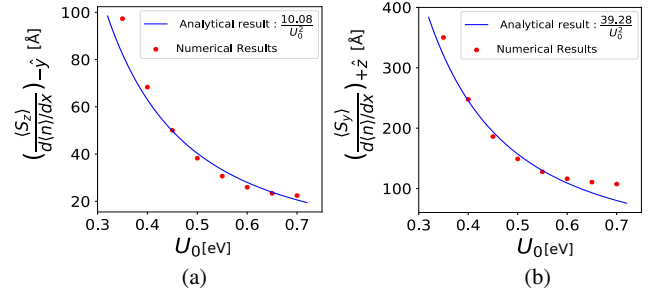 (⟨S_z⟩ / d⟨n⟩/dx)_{−ŷ} [Å]
100
80
60
40
20
0.3 0.4 0.5 0.6 0.7
U_0[eV]
Analytical result : 10.08/U_0^2
Numerical Results
(a)
(⟨S_y⟩ / d⟨n⟩/dx)_{+ẑ} [Å]
400
300
200
100
0.3 0.4 0.5 0.6 0.7
U_0[eV]
Analytical result : 39.28/U_0^2
Numerical Results
(b)